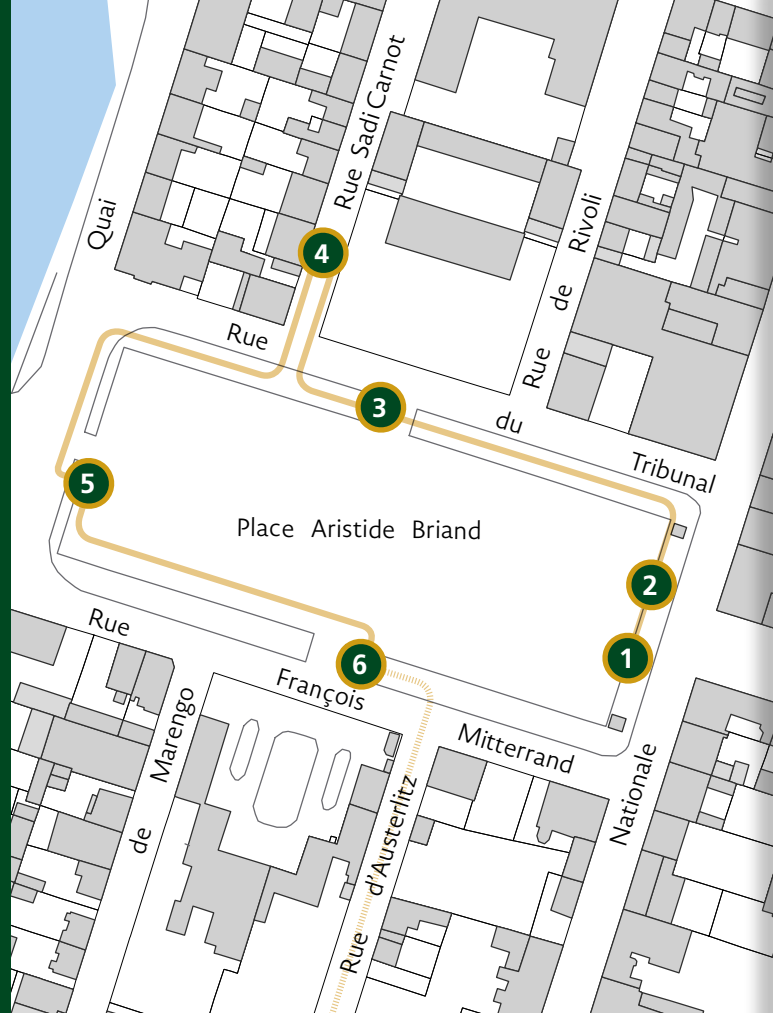 Rue Sadi Carnot
Quai
Rue de Rivoli
4
Rue du Tribunal
3
5
Place Aristide Briand
2
1
6
Rue François Mitterrand
Rue de Marengo
Nationale
Rue d'Austerlitz